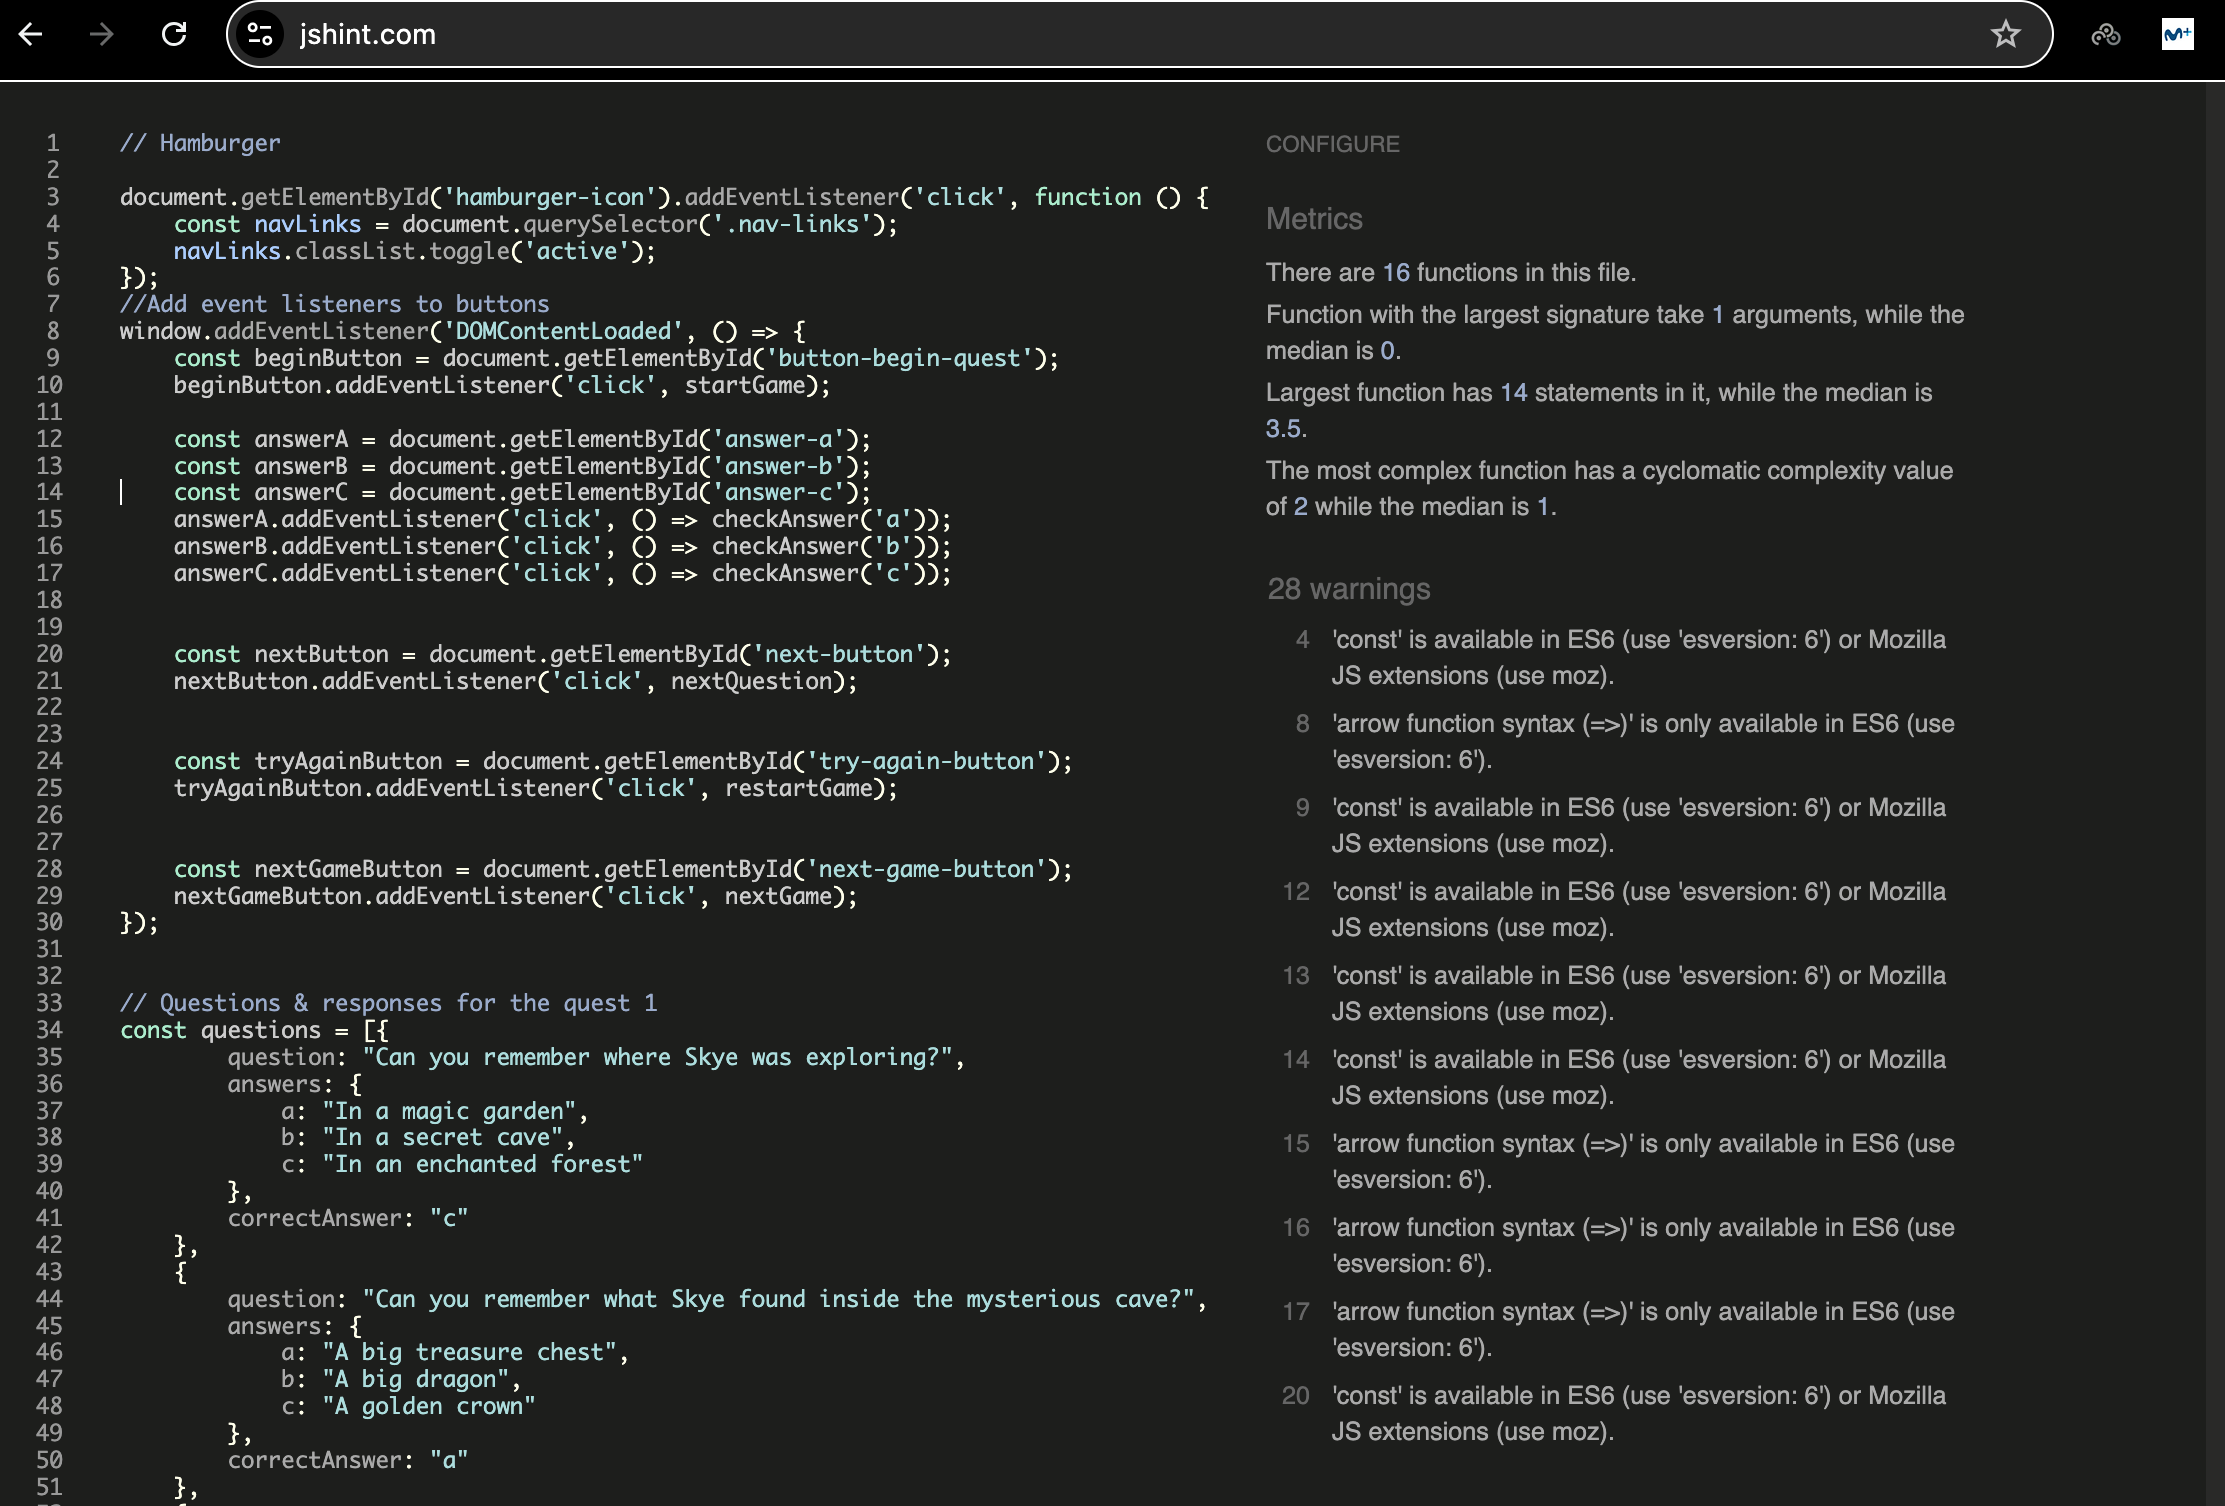 jshint.com
1 // Hamburger
2
3 document.getElementById('hamburger-icon').addEventListener('click', function () {
4 const navLinks = document.querySelector('.nav-links');
5 navLinks.classList.toggle('active');
6 });
7 //Add event listeners to buttons
8 window.addEventListener('DOMContentLoaded', () => {
9 const beginButton = document.getElementById('button-begin-quest');
10 beginButton.addEventListener('click', startGame);
11
12 const answerA = document.getElementById('answer-a');
13 const answerB = document.getElementById('answer-b');
14 const answerC = document.getElementById('answer-c');
15 answerA.addEventListener('click', () => checkAnswer('a'));
16 answerB.addEventListener('click', () => checkAnswer('b'));
17 answerC.addEventListener('click', () => checkAnswer('c'));
18
19
20 const nextButton = document.getElementById('next-button');
21 nextButton.addEventListener('click', nextQuestion);
22
23
24 const tryAgainButton = document.getElementById('try-again-button');
25 tryAgainButton.addEventListener('click', restartGame);
26
27
28 const nextGameButton = document.getElementById('next-game-button');
29 nextGameButton.addEventListener('click', nextGame);
30 });
31
32
33 // Questions & responses for the quest 1
34 const questions = [{
35 question: "Can you remember where Skye was exploring?",
36 answers: {
37 a: "In a magic garden",
38 b: "In a secret cave",
39 c: "In an enchanted forest"
40 },
41 correctAnswer: "c"
42 },
43 {
44 question: "Can you remember what Skye found inside the mysterious cave?",
45 answers: {
46 a: "A big treasure chest",
47 b: "A big dragon",
48 c: "A golden crown"
49 },
50 correctAnswer: "a"
51 },
CONFIGURE
Metrics
There are 16 functions in this file.
Function with the largest signature take 1 arguments, while the
median is 0.
Largest function has 14 statements in it, while the median is
3.5.
The most complex function has a cyclomatic complexity value
of 2 while the median is 1.
28 warnings
4 'const' is available in ES6 (use 'esversion: 6') or Mozilla
JS extensions (use moz).
8 'arrow function syntax (=>)' is only available in ES6 (use
'esversion: 6').
9 'const' is available in ES6 (use 'esversion: 6') or Mozilla
JS extensions (use moz).
12 'const' is available in ES6 (use 'esversion: 6') or Mozilla
JS extensions (use moz).
13 'const' is available in ES6 (use 'esversion: 6') or Mozilla
JS extensions (use moz).
14 'const' is available in ES6 (use 'esversion: 6') or Mozilla
JS extensions (use moz).
15 'arrow function syntax (=>)' is only available in ES6 (use
'esversion: 6').
16 'arrow function syntax (=>)' is only available in ES6 (use
'esversion: 6').
17 'arrow function syntax (=>)' is only available in ES6 (use
'esversion: 6').
20 'const' is available in ES6 (use 'esversion: 6') or Mozilla
JS extensions (use moz).